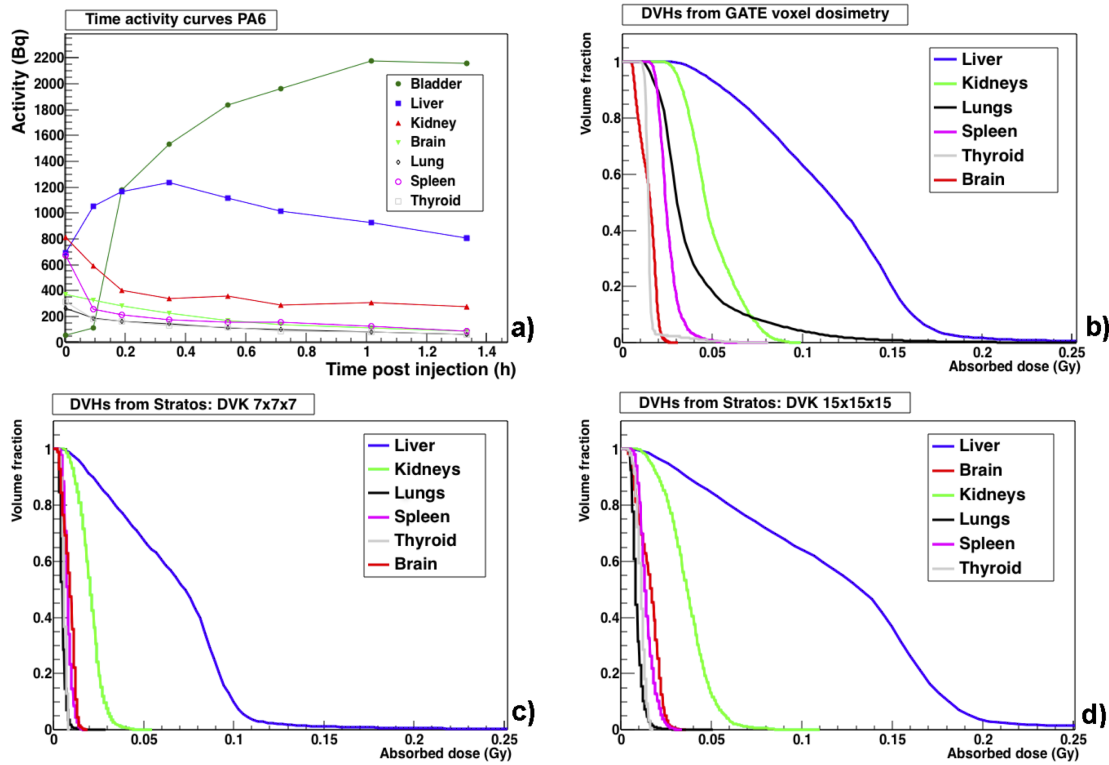 Time activity curves PA6
Activity (Bq)
2200
2000
1800
1600
1400
1200
1000
800
600
400
200
0
Bladder
Liver
Kidney
Brain
Lung
Spleen
Thyroid
a)
0 0.2 0.4 0.6 0.8 1 1.2 1.4
Time post injection (h)
DVHs from GATE voxel dosimetry
Volume fraction
1
0.8
0.6
0.4
0.2
0
Liver
Kidneys
Lungs
Spleen
Thyroid
Brain
b)
0 0.05 0.1 0.15 0.2 0.25
Absorbed dose (Gy)
DVHs from Stratos: DVK 7x7x7
Volume fraction
1
0.8
0.6
0.4
0.2
0
Liver
Kidneys
Lungs
Spleen
Thyroid
Brain
c)
0 0.05 0.1 0.15 0.2 0.25
Absorbed dose (Gy)
DVHs from Stratos: DVK 15x15x15
Volume fraction
1
0.8
0.6
0.4
0.2
0
Liver
Brain
Kidneys
Lungs
Spleen
Thyroid
d)
0 0.05 0.1 0.15 0.2 0.25
Absorbed dose (Gy)